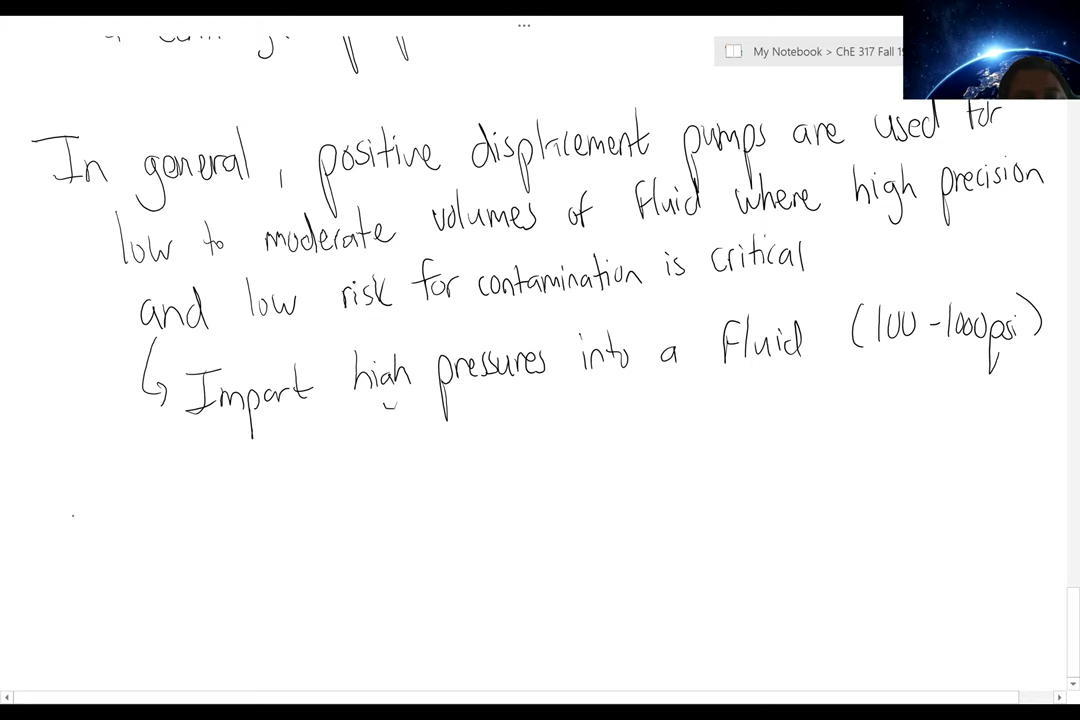 My Notebook > ChE 317 Fall 19
In general, positive displacement pumps are used for
low to moderate volumes of fluid where high precision
and low risk for contamination is critical
↳ Impart high pressures into a fluid (100-1000psi)